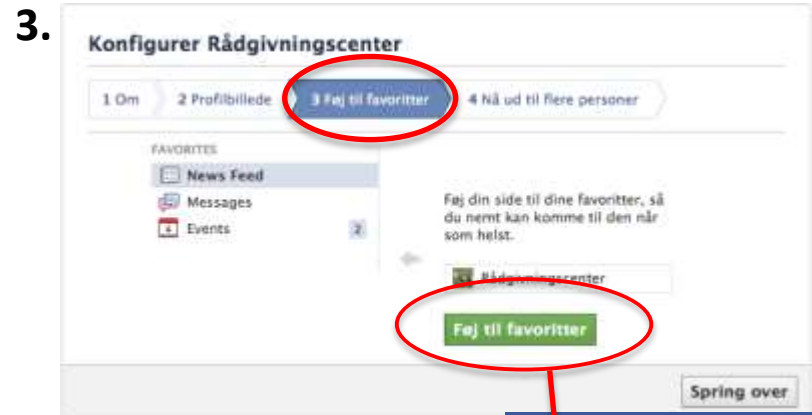 3.
Konfigurer Rådgivningscenter
1 Om 2 Profilbillede 3 Føj til favoritter 4 Nå ud til flere personer
FAVORITES
News Feed
Messages
Events 2
Føj din side til dine favoritter, så
du nemt kan komme til den når
som helst.
Rådgivningscenter
Føj til favoritter
Spring over